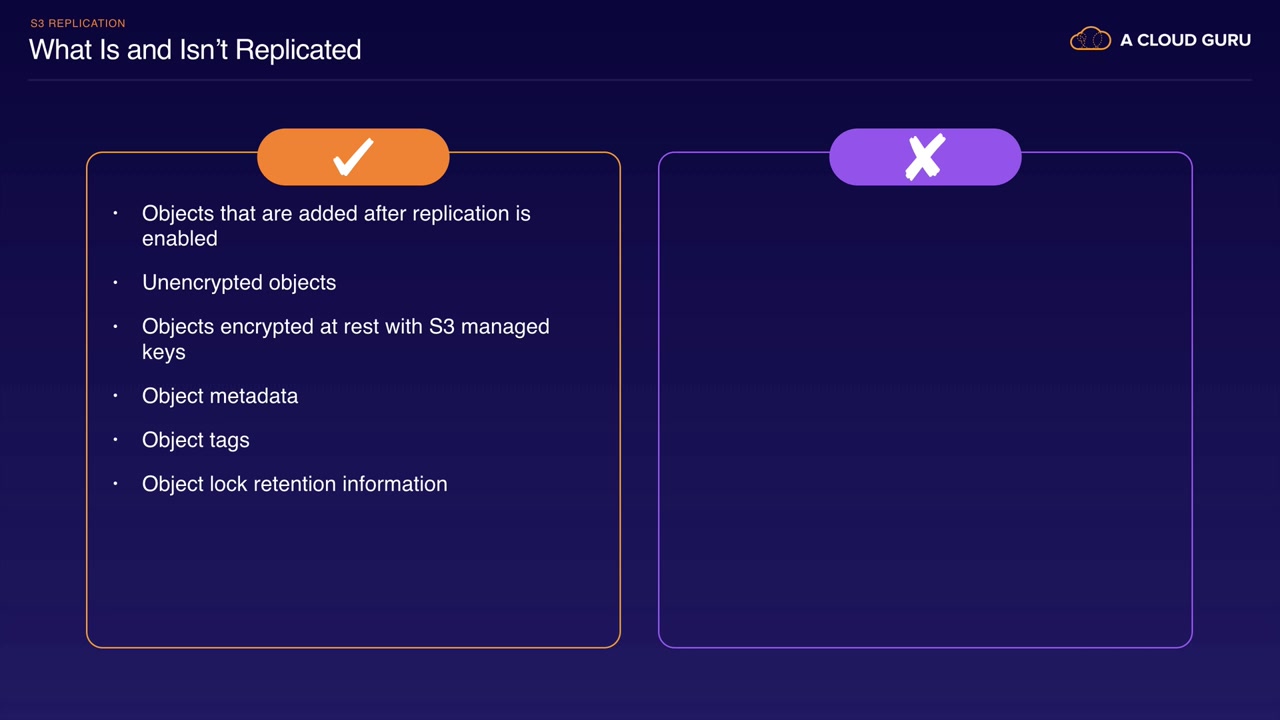 S3 REPLICATION
What Is and Isn’t Replicated
A CLOUD GURU
• Objects that are added after replication is
enabled
• Unencrypted objects
• Objects encrypted at rest with S3 managed
keys
• Object metadata
• Object tags
• Object lock retention information